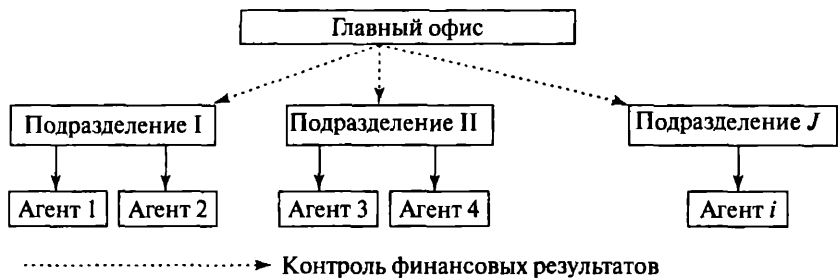 Главный офис
Подразделение I Подразделение II Подразделение J
Агент 1 Агент 2 Агент 3 Агент 4 Агент i
Контроль финансовых результатов